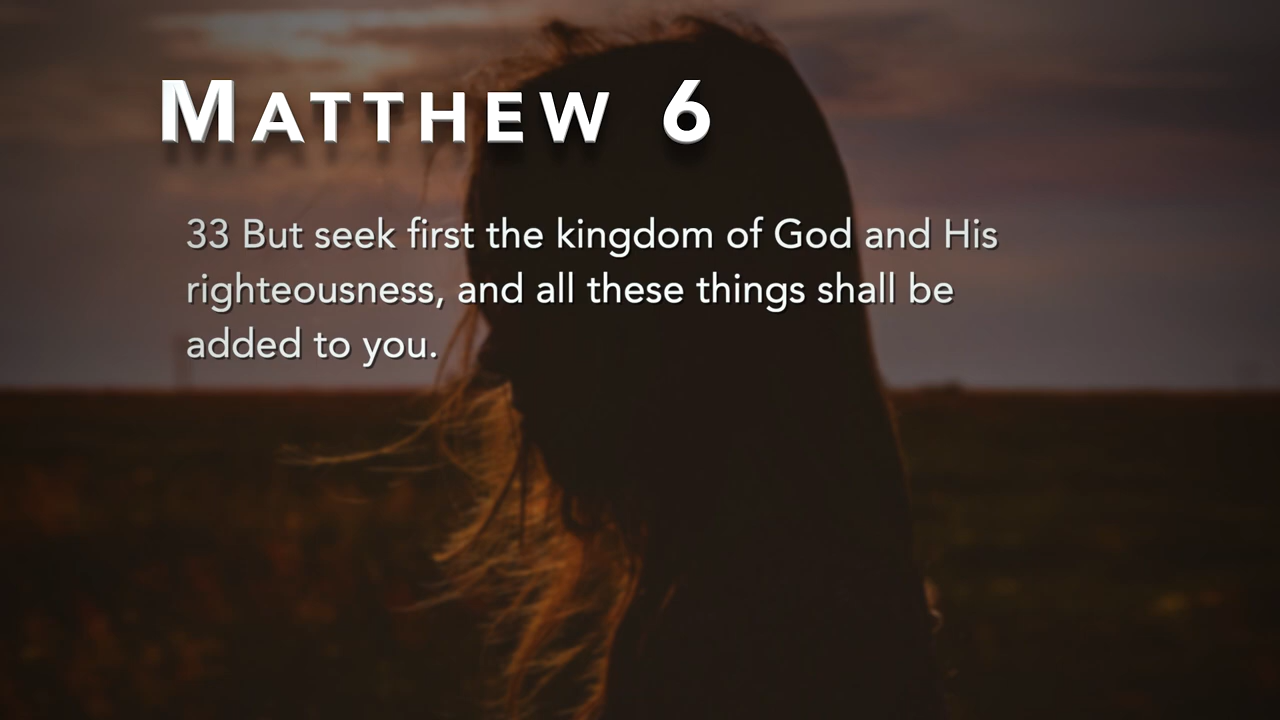 MATTHEW 6
33 But seek first the kingdom of God and His
righteousness, and all these things shall be
added to you.